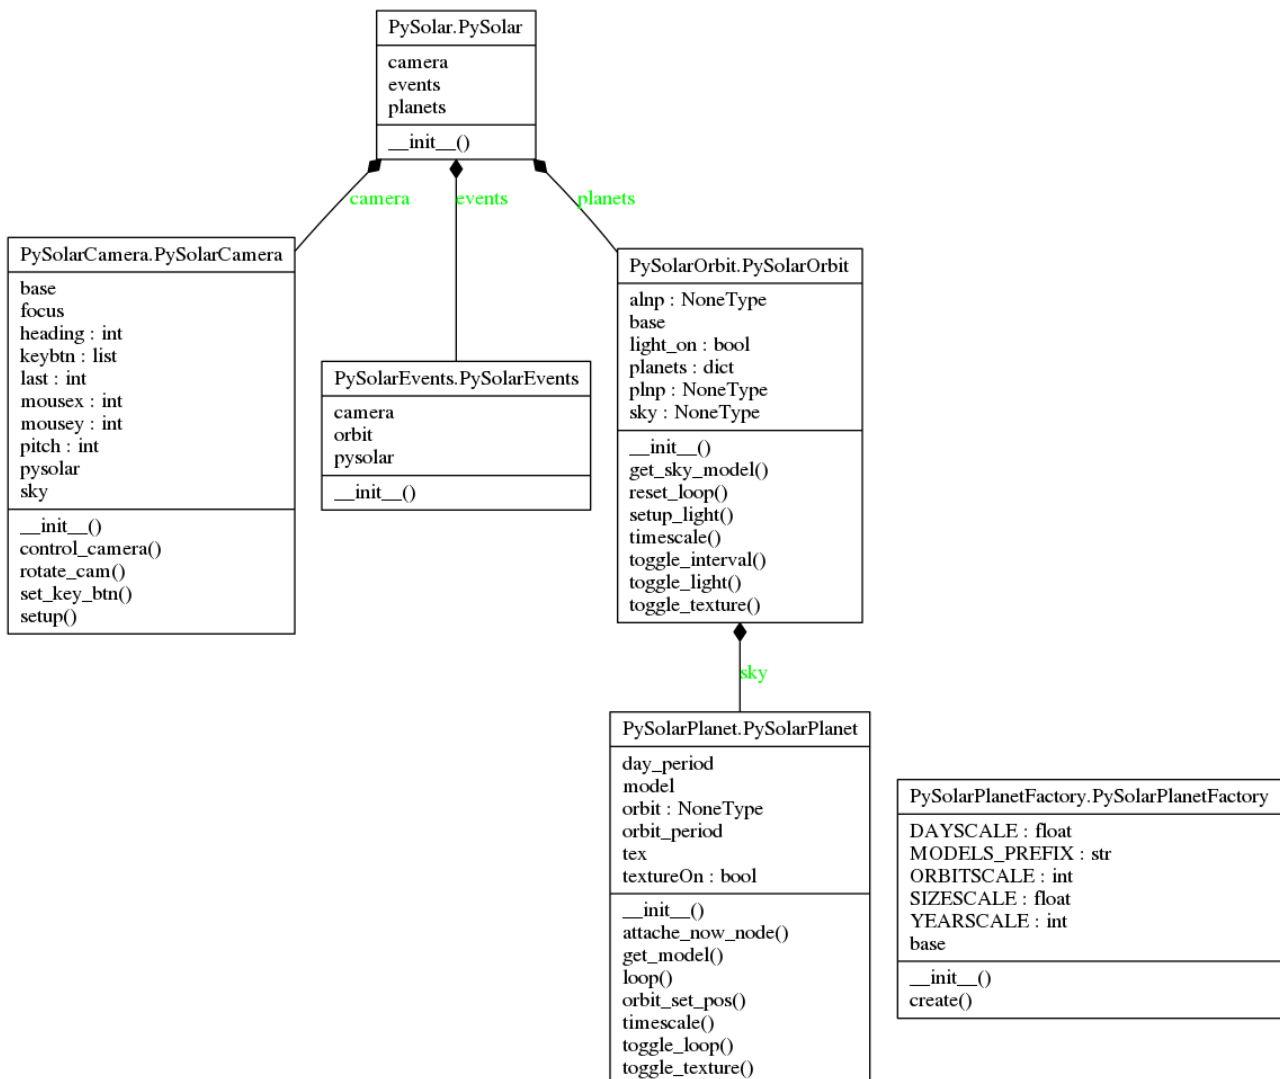 PySolar.PySolar
camera
events
planets
__init__()
camera
events
planets
PySolarCamera.PySolarCamera
base
focus
heading : int
keybtn : list
last : int
mousex : int
mousey : int
pitch : int
pysolar
sky
__init__()
control_camera()
rotate_cam()
set_key_btn()
setup()
PySolarEvents.PySolarEvents
camera
orbit
pysolar
__init__()
PySolarOrbit.PySolarOrbit
alnp : NoneType
base
light_on : bool
planets : dict
plnp : NoneType
sky : NoneType
__init__()
get_sky_model()
reset_loop()
setup_light()
timescale()
toggle_interval()
toggle_light()
toggle_texture()
sky
PySolarPlanet.PySolarPlanet
day_period
model
orbit : NoneType
orbit_period
tex
textureOn : bool
__init__()
attache_now_node()
get_model()
loop()
orbit_set_pos()
timescale()
toggle_loop()
toggle_texture()
PySolarPlanetFactory.PySolarPlanetFactory
DAYSCALE : float
MODELS_PREFIX : str
ORBITSCALE : int
SIZESCALE : float
YEARSCALE : int
base
__init__()
create()